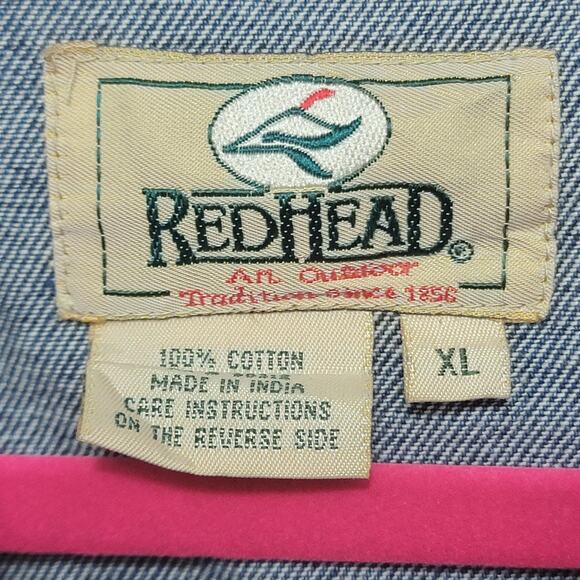 REDHEAD®
An Outdoor
Tradition since 1856
100% COTTON
MADE IN INDIA
CARE INSTRUCTIONS
ON THE REVERSE SIDE
XL